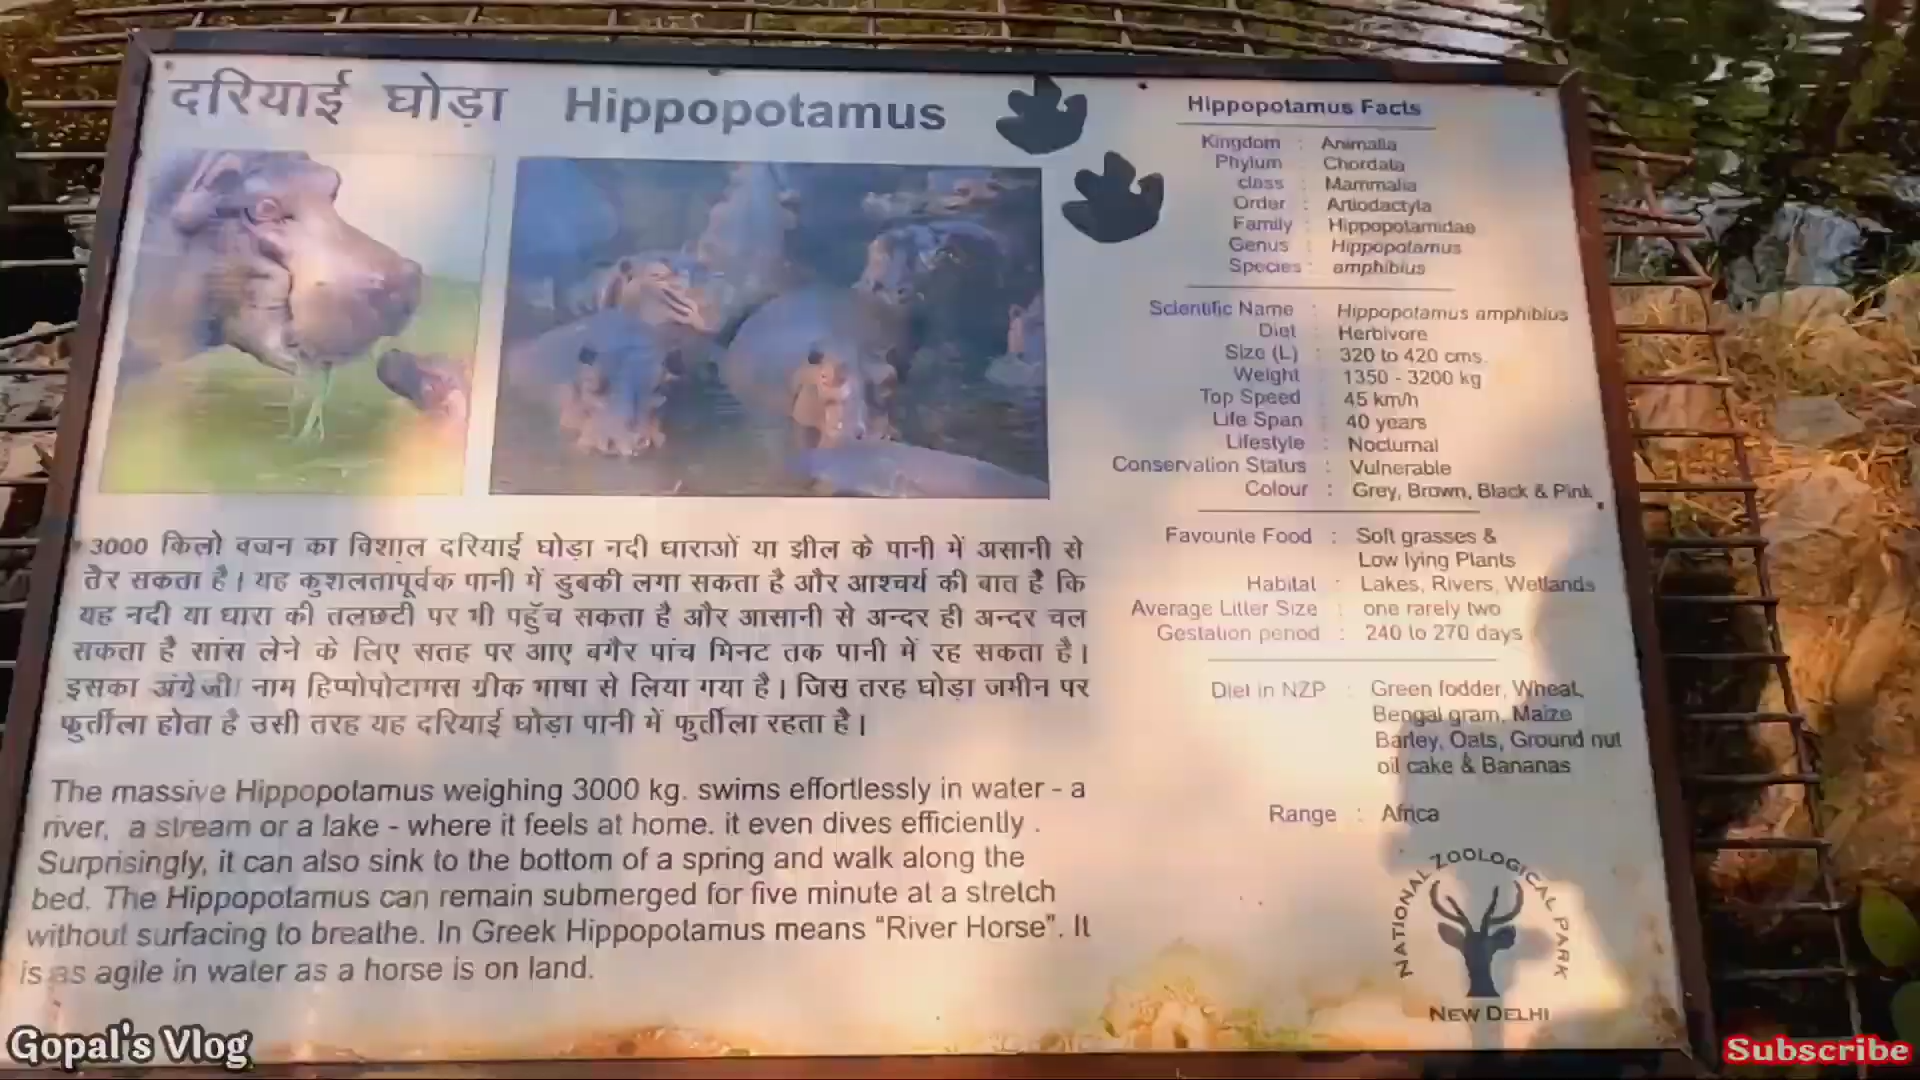 दरियाई घोड़ा Hippopotamus
3000 किलो वजन का विशाल दरियाई घोड़ा नदी धाराओं या झील के पानी में असानी से
तैर सकता है। यह कुशलतापूर्वक पानी में डुबकी लगा सकता है और आश्चर्य की बात है कि
यह नदी या धारा की तलछटी पर भी पहुँच सकता है और आसानी से अन्दर ही अन्दर चल
सकता है सांस लेने के लिए सतह पर आए बगैर पांच मिनट तक पानी में रह सकता है।
इसका अंग्रेजी नाम हिप्पोपोटामस ग्रीक भाषा से लिया गया है। जिस तरह घोड़ा जमीन पर
फुर्तीला होता है उसी तरह यह दरियाई घोड़ा पानी में फुर्तीला रहता है।
The massive Hippopotamus weighing 3000 kg. swims effortlessly in water - a
river, a stream or a lake - where it feels at home. it even dives efficiently .
Surprisingly, it can also sink to the bottom of a spring and walk along the
bed. The Hippopotamus can remain submerged for five minute at a stretch
without surfacing to breathe. In Greek Hippopotamus means “River Horse”. It
is as agile in water as a horse is on land.
Hippopotamus Facts
Kingdom : Animalia
Phylum : Chordata
class : Mammalia
Order : Artiodactyla
Family : Hippopotamidae
Genus : Hippopotamus
Species : amphibius
Scientific Name : Hippopotamus amphibius
Diet : Herbivore
Size (L) : 320 to 420 cms.
Weight : 1350 - 3200 kg
Top Speed : 45 km/h
Life Span : 40 years
Lifestyle : Nocturnal
Conservation Status : Vulnerable
Colour : Grey, Brown, Black & Pink
Favourite Food : Soft grasses &
Low lying Plants
Habital : Lakes, Rivers, Wetlands
Average Litter Size : one rarely two
Gestation period : 240 to 270 days
Diet in NZP : Green fodder, Wheat,
Bengal gram, Maize
Barley, Oats, Ground nut
oil cake & Bananas
Range : Africa
NATIONAL ZOOLOGICAL PARK
NEW DELHI
Gopal's Vlog
Subscribe